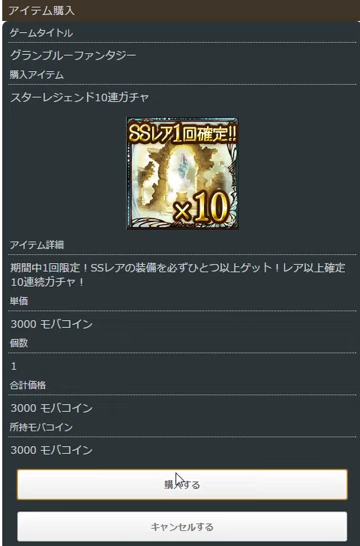 アイテム購入
ゲームタイトル
グランブルーファンタジー
購入アイテム
スターレジェンド10連ガチャ
SSレア1回確定!!
×10
アイテム詳細
期間中1回限定！SSレアの装備を必ずひとつ以上ゲット！レア以上確定
10連続ガチャ！
単価
3000 モバコイン
個数
1
合計価格
3000 モバコイン
所持モバコイン
3000 モバコイン
購入する
キャンセルする